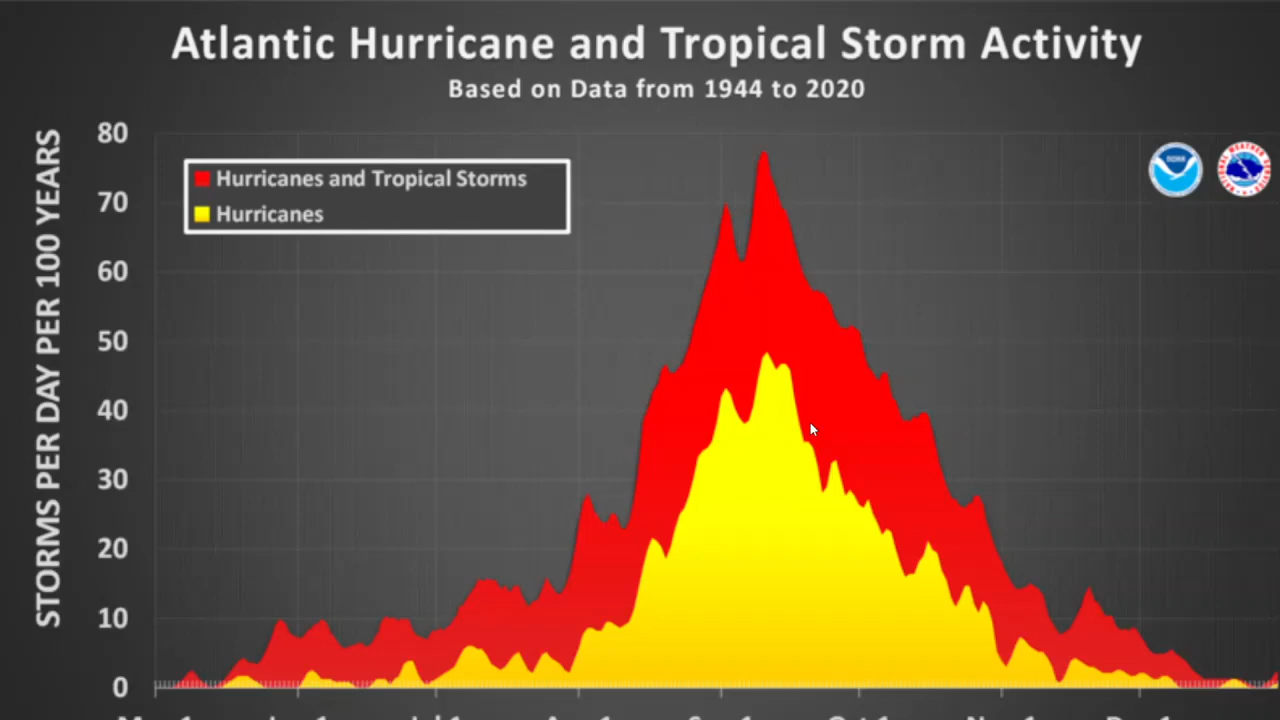 Atlantic Hurricane and Tropical Storm Activity
Based on Data from 1944 to 2020
STORMS PER DAY PER 100 YEARS
80
70
60
50
40
30
20
10
0
Hurricanes and Tropical Storms
Hurricanes
NOAA